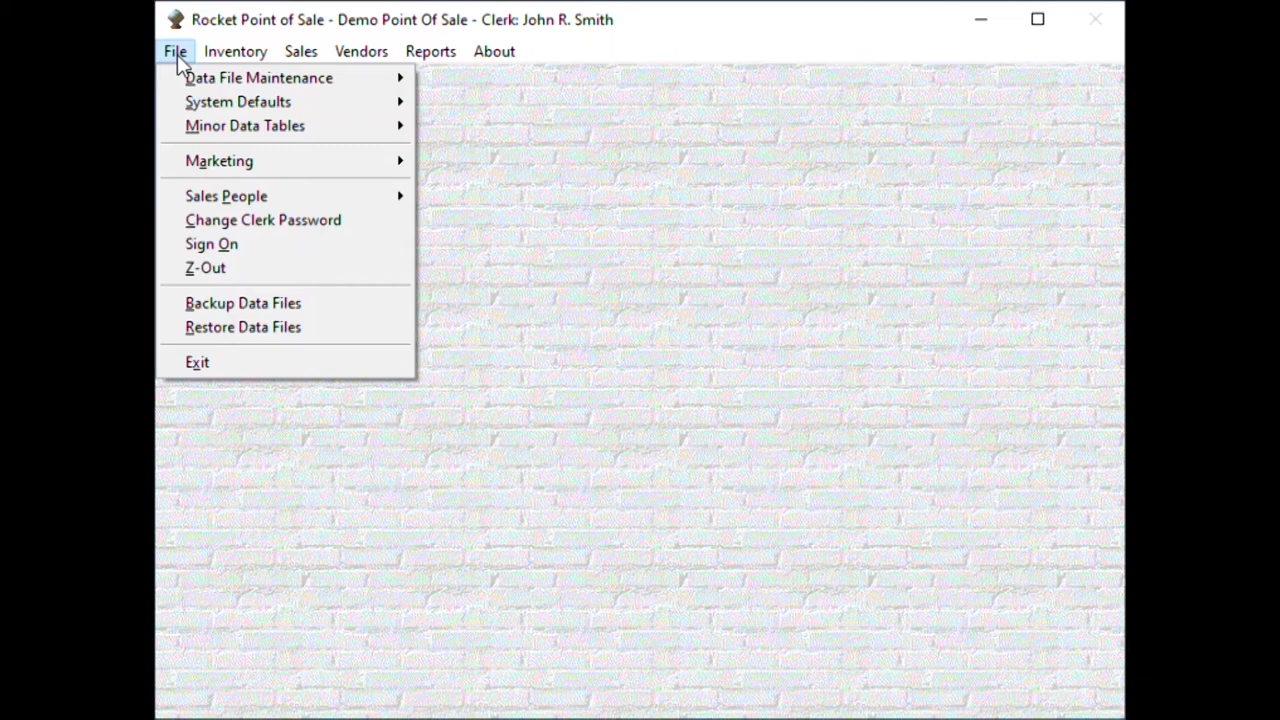 Rocket Point of Sale - Demo Point Of Sale - Clerk: John R. Smith
File Inventory Sales Vendors Reports About
Data File Maintenance
System Defaults
Minor Data Tables
Marketing
Sales People
Change Clerk Password
Sign On
Z-Out
Backup Data Files
Restore Data Files
Exit